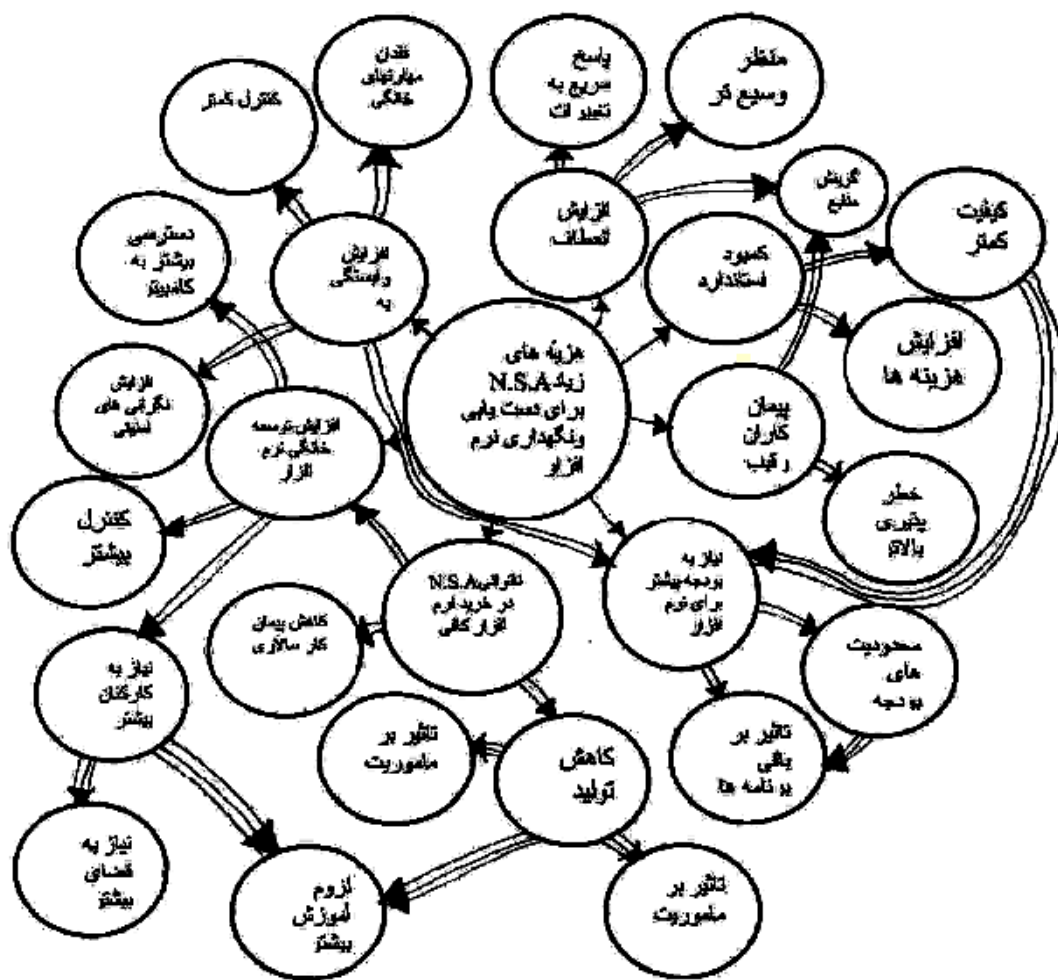 فقدان
مهارتهای
خانگی
پاسخ
سریع به
تغییرات
منظر
وسیع تر
کنترل کمتر
گزینش
منابع
افزایش
انعطاف
کیفیت
کمتر
دسترسی
بیشتر به
کامپیوتر
افزایش
وابستگی
به
کمبود
استاندارد
هزینه های
زیاد N.S.A
برای دست یابی
ونگهداری نرم
افزار
افزایش
هزینه ها
افزایش
نگرانی های
امنیتی
افزایش توسعه
خانگی نرم
افزار
پیمان
کاران
رقیب
کنترل
بیشتر
خطر
پذیری
بالاتر
ناتوانی N.S.A
در خرید نرم
افزار کافی
نیاز به
بودجه بیشتر
برای نرم
افزار
کاهش پیمان
کار سالاری
محدودیت
های
بودجه
نیاز به
کارکنان
بیشتر
تاثیر بر
ماموریت
کاهش
تولید
تاثیر بر
باقی
برنامه ها
نیاز به
فضای
بیشتر
لزوم
آموزش
بیشتر
تاثیر بر
ماموریت